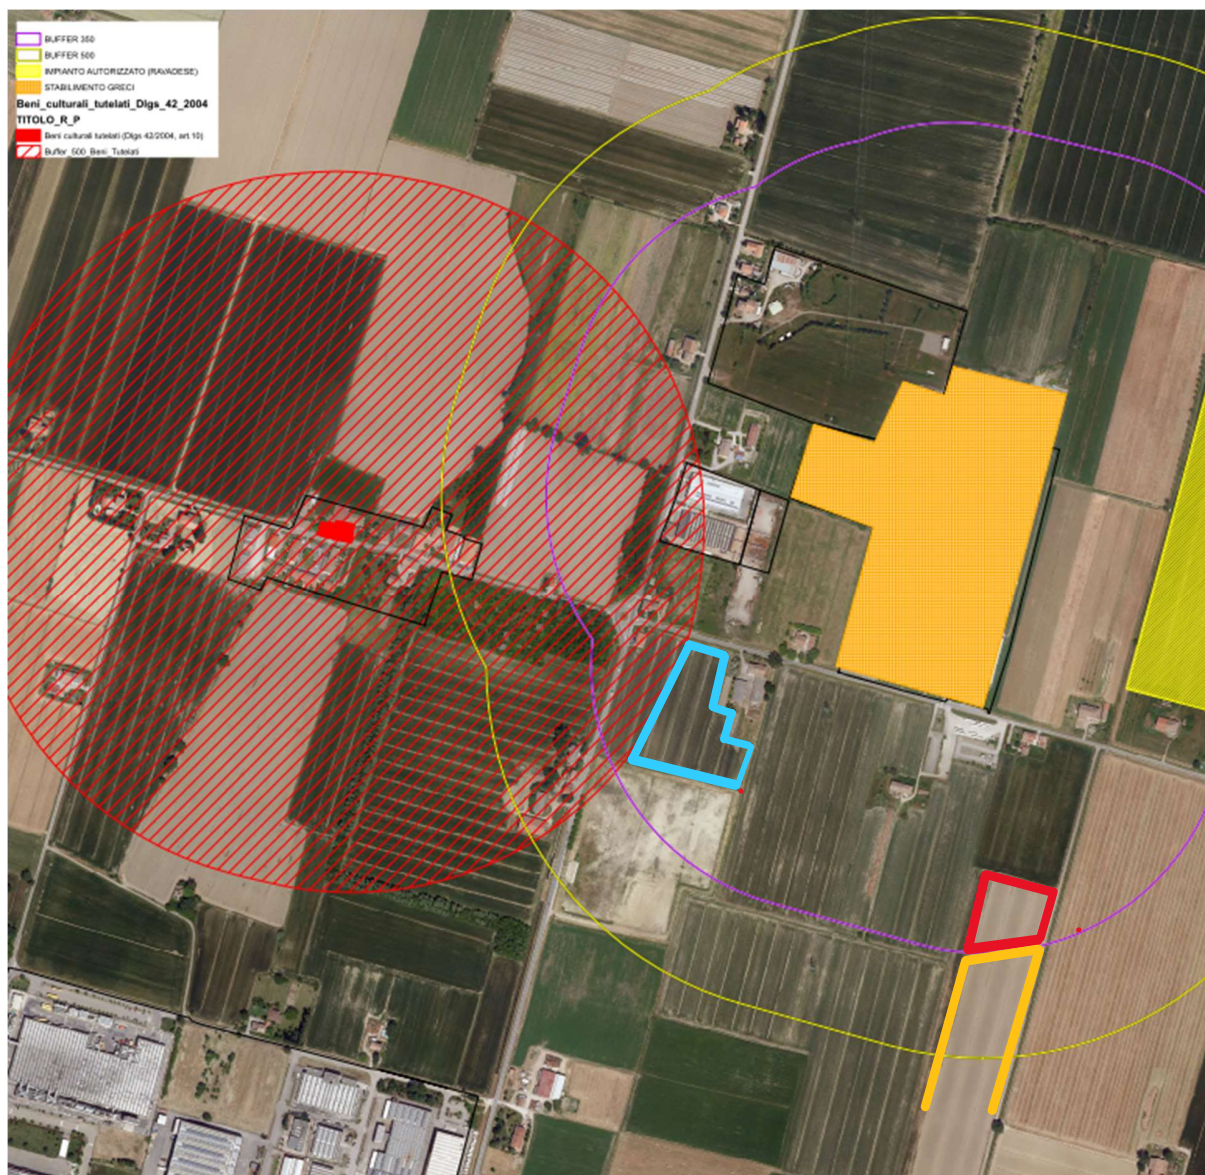 BUFFER 350
BUFFER 500
IMPIANTO AUTORIZZATO (RAVADESE)
STABILIMENTO GRECI
Beni_culturali_tutelati_Dlgs_42_2004
TITOLO_R_P
Beni culturali tutelati (Dlgs 42/2004, art.10)
Buffer_500_Beni_Tutelati